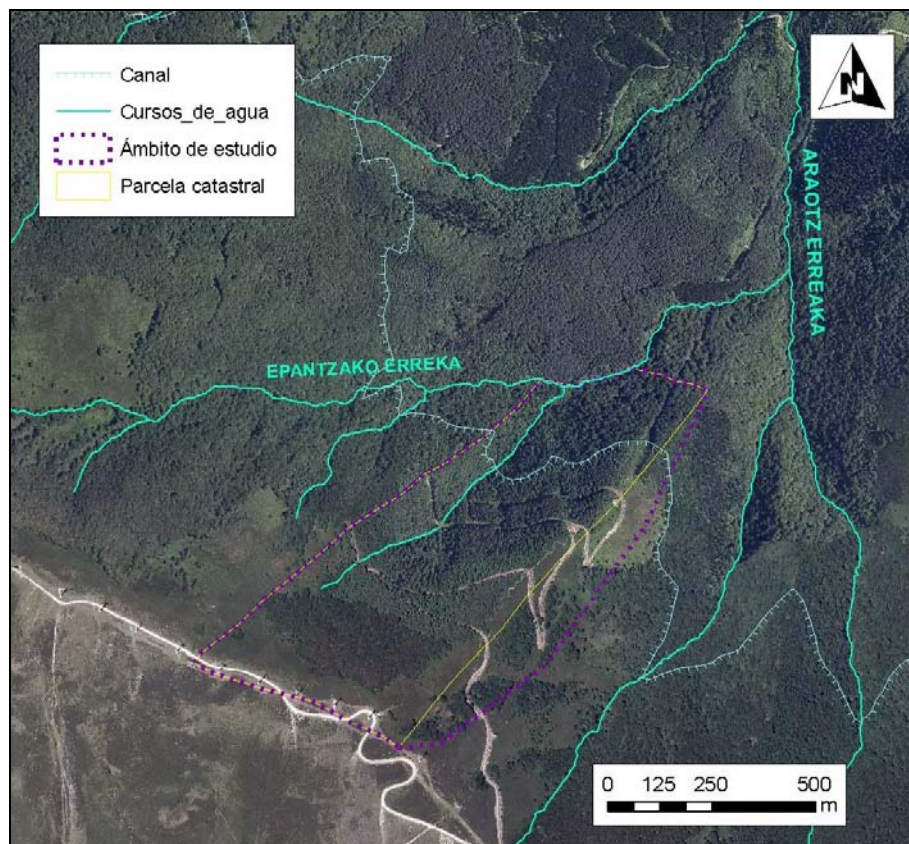 Canal
Cursos_de_agua
Ámbito de estudio
Parcela catastral
N
ARAOTZ ERREAKA
EPANTZAKO ERREKA
0 125 250 500
m